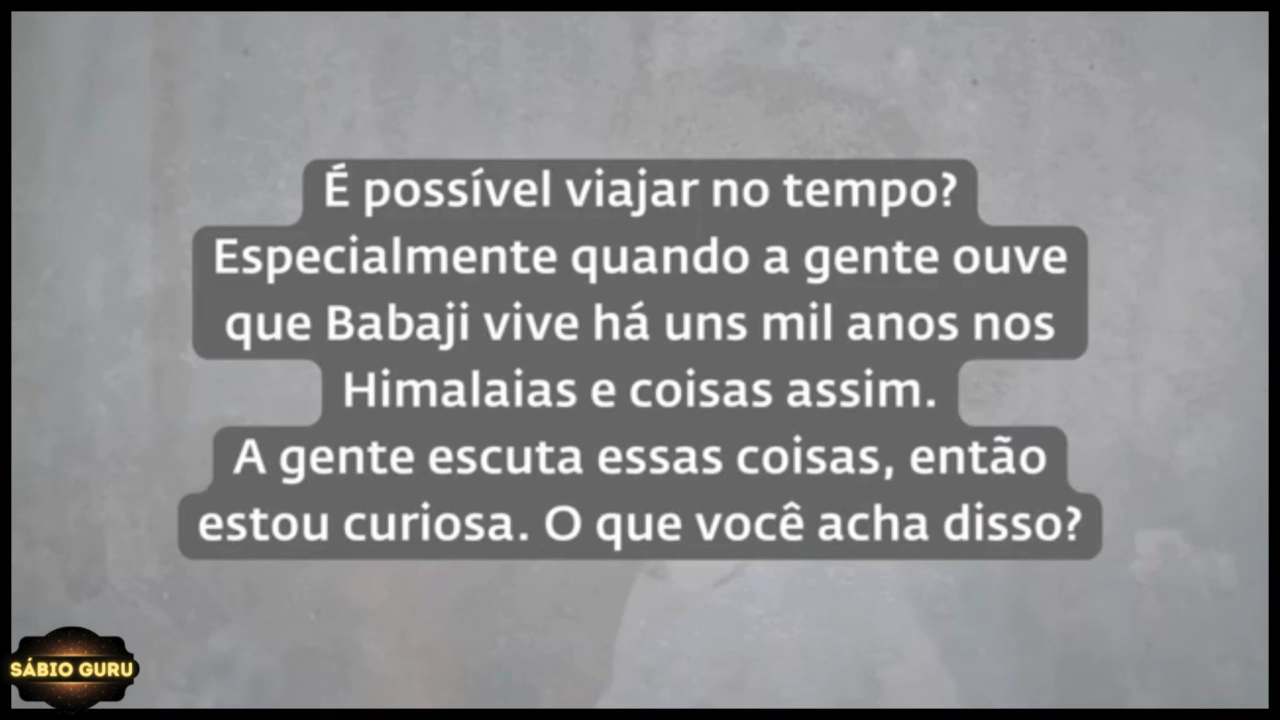 É possível viajar no tempo?
Especialmente quando a gente ouve
que Babaji vive há uns mil anos nos
Himalaias e coisas assim.
A gente escuta essas coisas, então
estou curiosa. O que você acha disso?
SÁBIO GURU